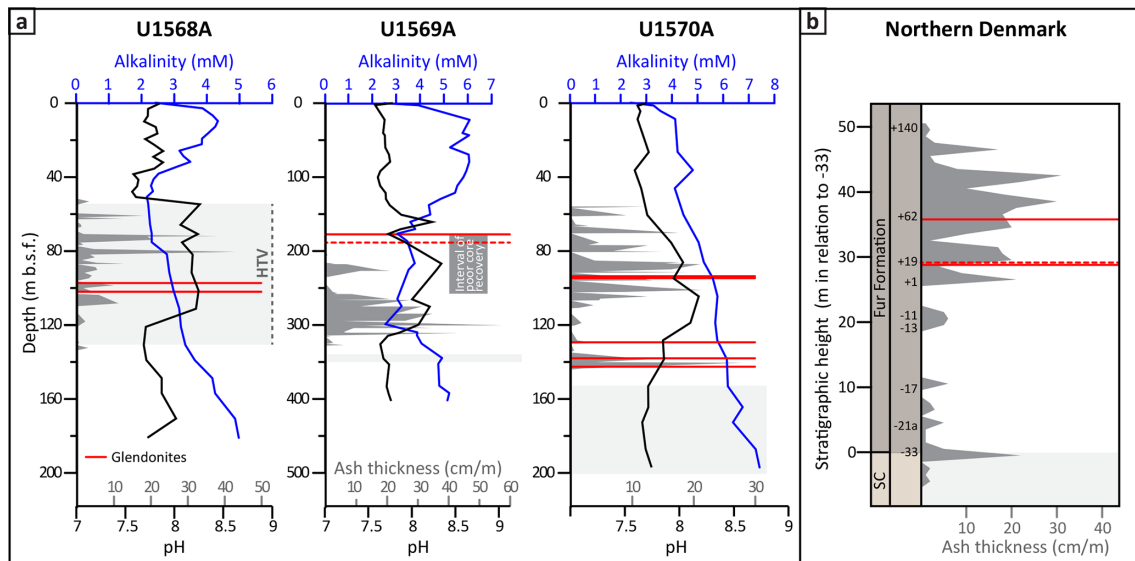 a
U1568A
U1569A
U1570A
b
Northern Denmark
Alkalinity (mM)
Alkalinity (mM)
Alkalinity (mM)
0 1 2 3 4 5 6
0 1 2 3 4 5 6 7
0 1 2 3 4 5 6 7 8
Depth (m b.s.f.)
0
40
80
120
160
200
HTV
Glendonites
0
100
200
300
400
500
Interval of
poor core
recovery
Ash thickness (cm/m)
0
40
80
120
160
200
10 20 30 40 50
10 20 30 40 50 60
10 20 30
7 7.5 8 8.5 9
7 7.5 8 8.5 9
7 7.5 8 8.5 9
pH
pH
pH
Stratigraphic height (m in relation to -33)
50
40
30
20
10
0
Fur Formation
SC
+140
+62
+19
+1
-11
-13
-17
-21a
-33
10 20 30 40
Ash thickness (cm/m)